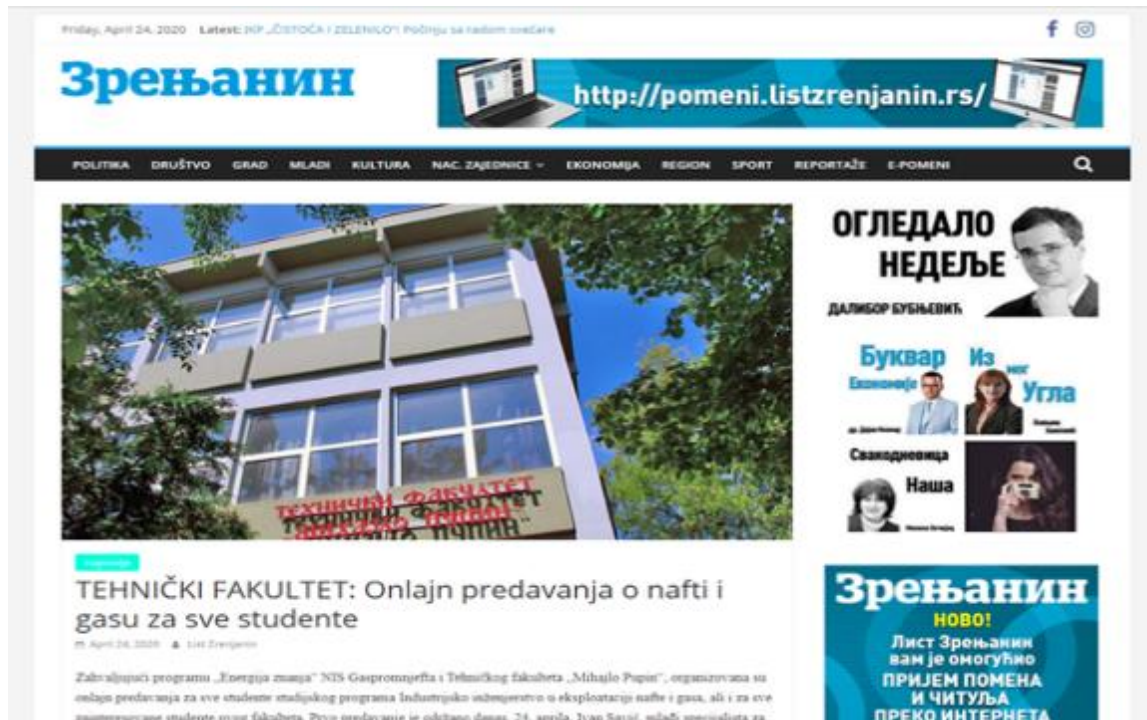 Friday, April 24, 2020 Latest: JKP „ČISTOĆA I ZELENILO“: Počinju sa radom cvećare
Зрењанин
http://pomeni.listzrenjanin.rs/
POLITIKA DRUŠTVO GRAD MLADI KULTURA NAC. ZAJEDNICE EKONOMIJA REGION SPORT REPORTAŽE E-POMENI
ТЕХНИЧКИ ФАКУЛТЕТ
ПУПИН"
ОГЛЕДАЛО
НЕДЕЉЕ
ДАЛИБОР БУБЊЕВИЋ
Буквар
Економије
Из мог
Угла
Свакодневица
Наша
TEHNIČKI FAKULTET: Onlajn predavanja o nafti i
gasu za sve studente
April 24, 2020 List Zrenjanin
Zahvaljujući programu „Energija znanja“ NIS Gaspromnjefta i Tehničkog fakulteta „Mihajlo Pupin“, organizovana su
onlajn predavanja za sve studente studijskog programa Industrijsko inženjerstvo u eksploataciji nafte i gasa, ali i za sve
zainteresovane studente svog fakulteta. Prvo predavanje je održano danas, 24. aprila. Ivan Savić, mlađi specijalista za
Зрењанин
НОВО!
Лист Зрењанин
вам је омогућио
ПРИЈЕМ ПОМЕНА
И ЧИТУЉА
ПРЕКО ИНТЕРНЕТА